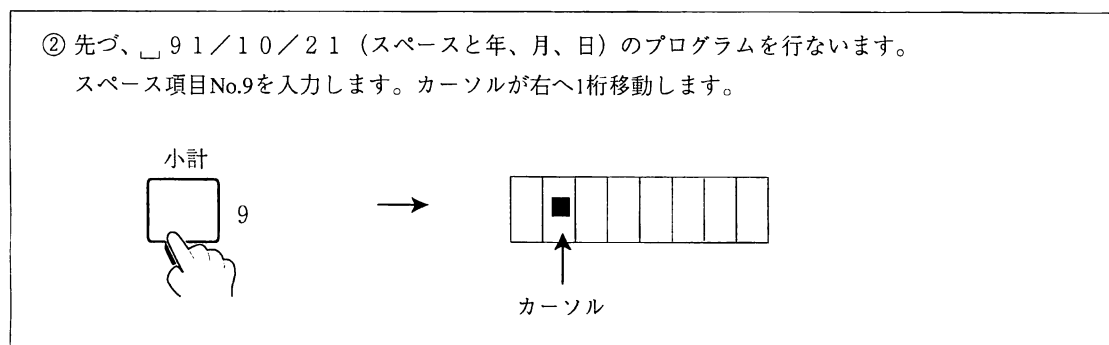 ② 先づ、␣９１／１０／２１（スペースと年、月、日）のプログラムを行ないます。
スペース項目No.9を入力します。カーソルが右へ1桁移動します。
小計
9
カーソル